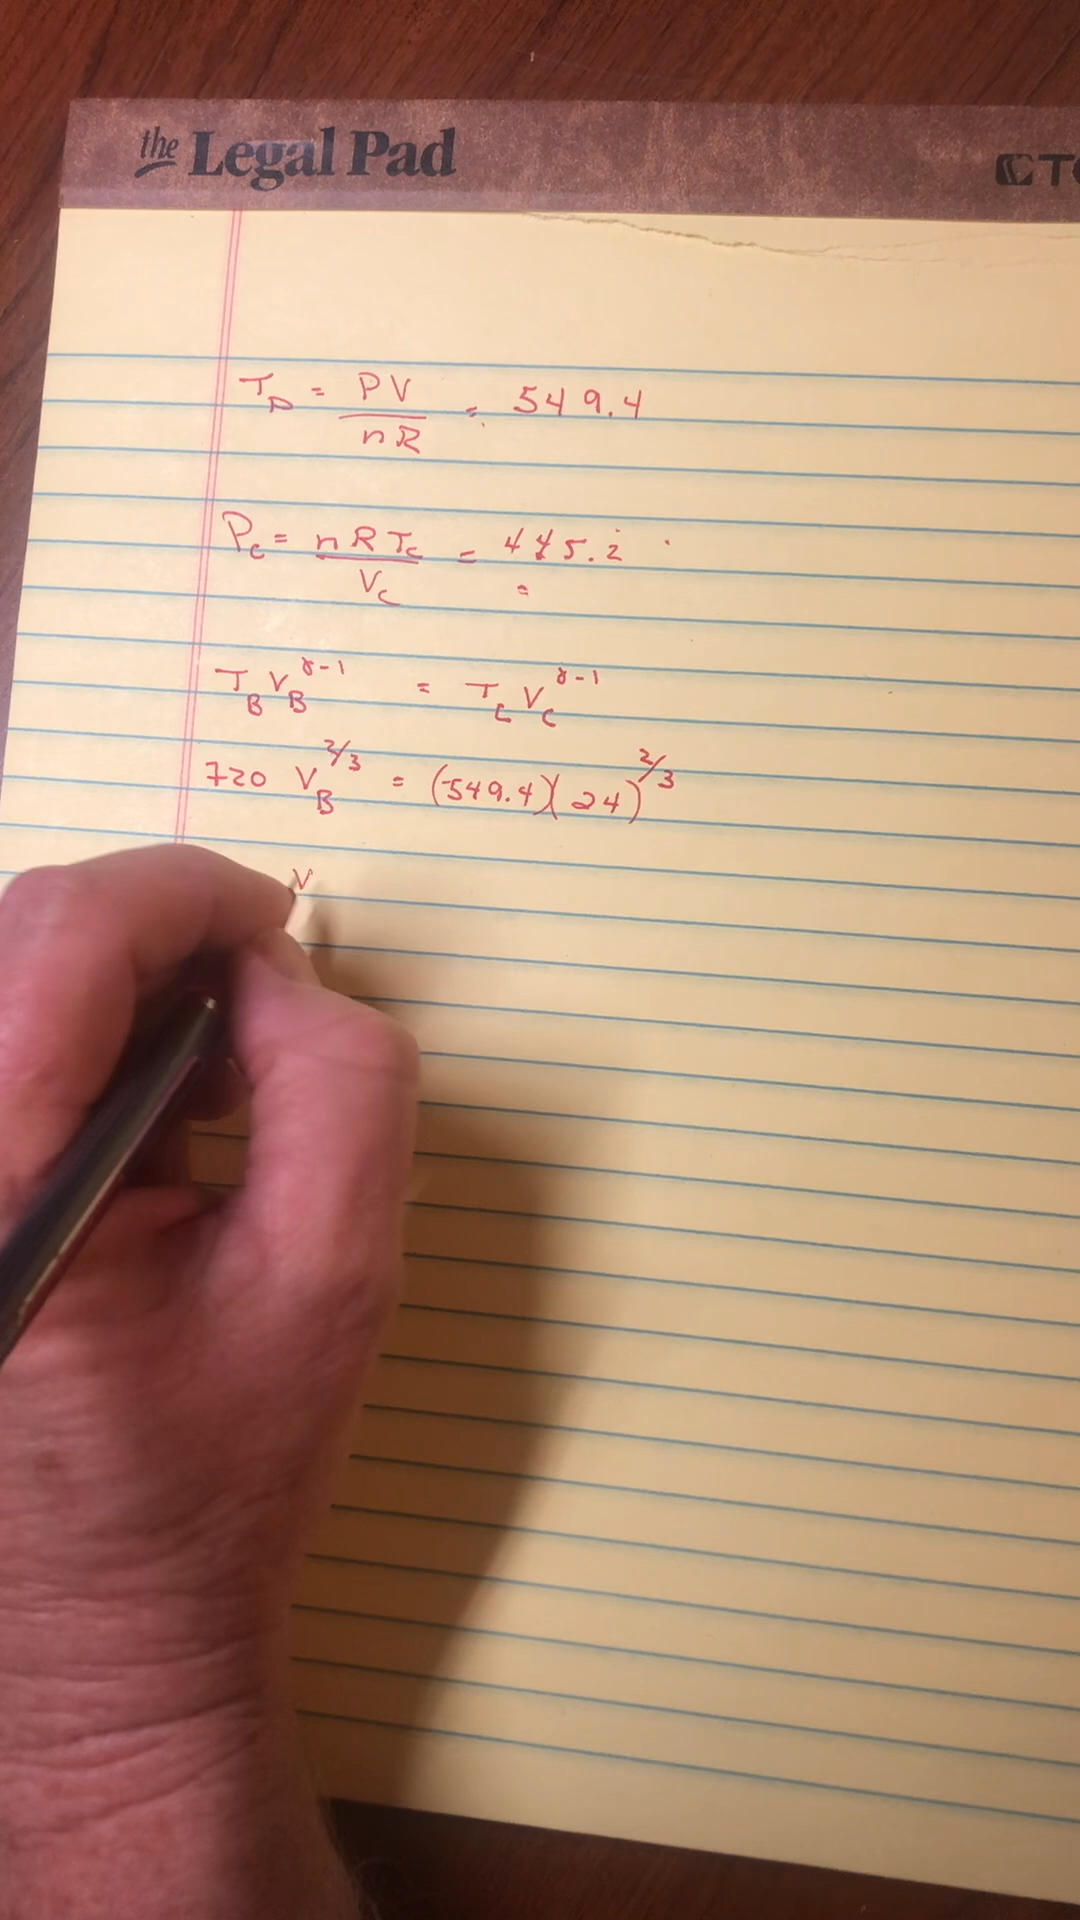 the Legal Pad
T_D = PV / nR = 549.4
P_C = nRT_C / V_C = 445.2
=
T_B V_B^γ-1 = T_C V_C^γ-1
720 V_B^2/3 = (549.4)(24)^2/3
V